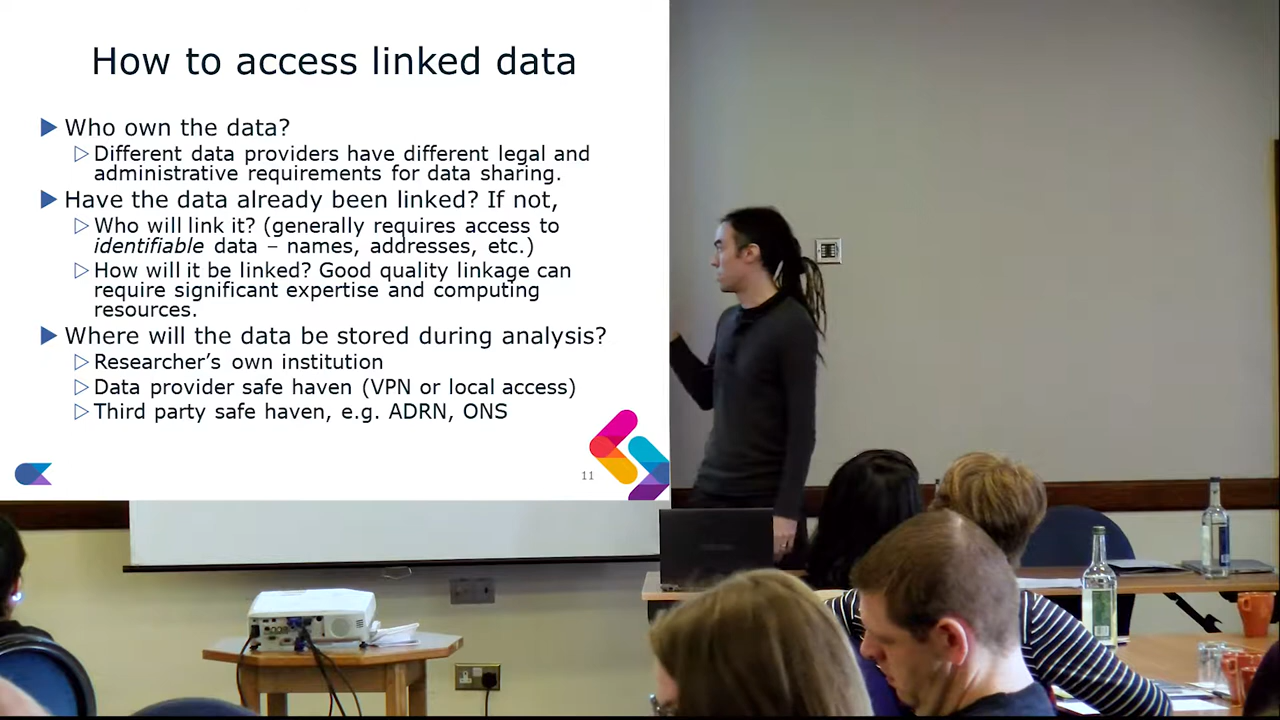 How to access linked data
Who own the data?
Different data providers have different legal and
administrative requirements for data sharing.
Have the data already been linked? If not,
Who will link it? (generally requires access to
identifiable data – names, addresses, etc.)
How will it be linked? Good quality linkage can
require significant expertise and computing
resources.
Where will the data be stored during analysis?
Researcher's own institution
Data provider safe haven (VPN or local access)
Third party safe haven, e.g. ADRN, ONS
11